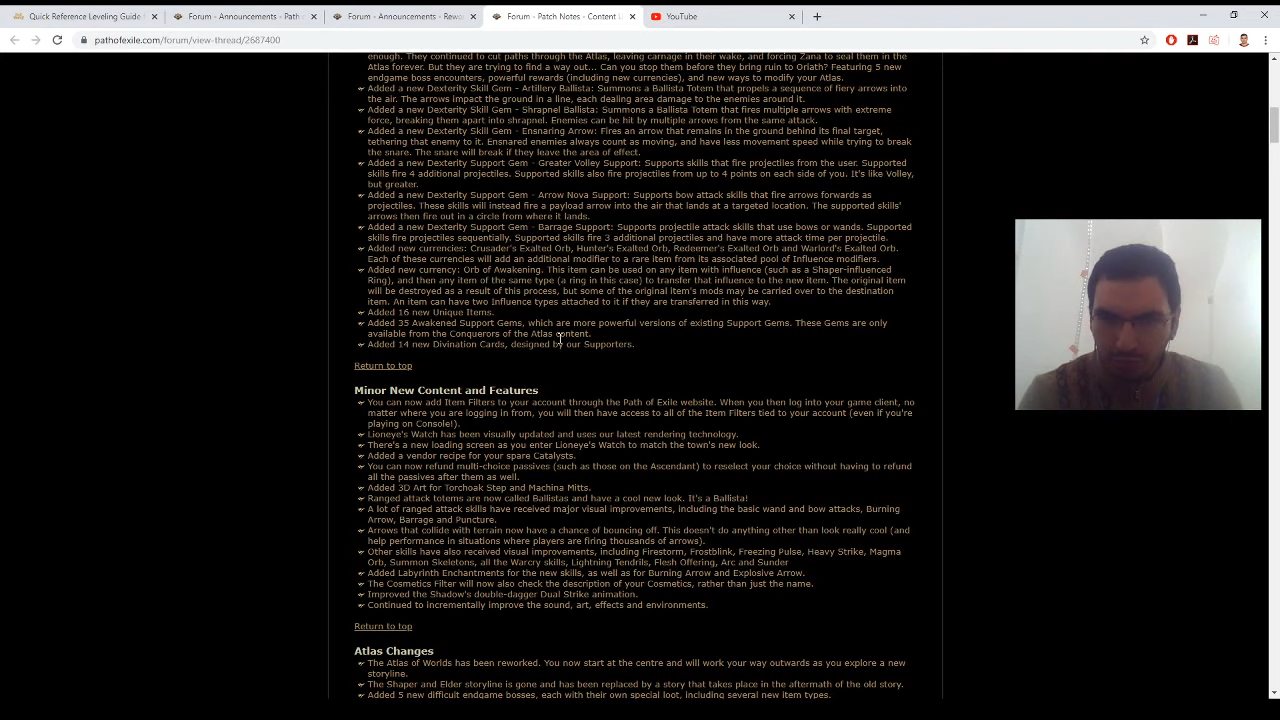 Quick Reference Leveling Guide
Forum - Announcements - Path
Forum - Announcements - Rewo
Forum - Patch Notes - Content U
YouTube
pathofexile.com/forum/view-thread/2687400
enough. They continued to cut paths through the Atlas, leaving carnage in their wake, and forcing Zana to seal them in the
Atlas forever. But they are trying to find a way out... Can you stop them before they bring ruin to Oriath? Featuring 5 new
endgame boss encounters, powerful rewards (including new currencies), and new ways to modify your Atlas.
Added a new Dexterity Skill Gem - Artillery Ballista: Summons a Ballista Totem that propels a sequence of fiery arrows into
the air. The arrows impact the ground in a line, each dealing area damage to the enemies around it.
Added a new Dexterity Skill Gem - Shrapnel Ballista: Summons a Ballista Totem that fires multiple arrows with extreme
force, breaking them apart into shrapnel. Enemies can be hit by multiple arrows from the same attack.
Added a new Dexterity Skill Gem - Ensnaring Arrow: Fires an arrow that remains in the ground behind its final target,
tethering that enemy to it. Ensnared enemies always count as moving, and have less movement speed while trying to break
the snare. The snare will break if they leave the area of effect.
Added a new Dexterity Support Gem - Greater Volley Support: Supports skills that fire projectiles from the user. Supported
skills fire 4 additional projectiles. Supported skills also fire projectiles from up to 4 points on each side of you. It's like Volley,
but greater.
Added a new Dexterity Support Gem - Arrow Nova Support: Supports bow attack skills that fire arrows forwards as
projectiles. These skills will instead fire a payload arrow into the air that lands at a targeted location. The supported skills'
arrows then fire out in a circle from where it lands.
Added a new Dexterity Support Gem - Barrage Support: Supports projectile attack skills that use bows or wands. Supported
skills fire projectiles sequentially. Supported skills fire 3 additional projectiles and have more attack time per projectile.
Added new currencies: Crusader's Exalted Orb, Hunter's Exalted Orb, Redeemer's Exalted Orb and Warlord's Exalted Orb.
Each of these currencies will add an additional modifier to a rare item from its associated pool of Influence modifiers.
Added new currency: Orb of Awakening. This item can be used on any item with influence (such as a Shaper-influenced
Ring), and then any item of the same type (a ring in this case) to transfer that influence to the new item. The original item
will be destroyed as a result of this process, but some of the original item's mods may be carried over to the destination
item. An item can have two Influence types attached to it if they are transferred in this way.
Added 16 new Unique Items.
Added 35 Awakened Support Gems, which are more powerful versions of existing Support Gems. These Gems are only
available from the Conquerors of the Atlas content.
Added 14 new Divination Cards, designed by our Supporters.
Return to top
Minor New Content and Features
You can now add Item Filters to your account through the Path of Exile website. When you then log into your game client, no
matter where you are logging in from, you will then have access to all of the Item Filters tied to your account (even if you're
playing on Console!).
Lioneye's Watch has been visually updated and uses our latest rendering technology.
There's a new loading screen as you enter Lioneye's Watch to match the town's new look.
Added a vendor recipe for your spare Catalysts.
You can now refund multi-choice passives (such as those on the Ascendant) to reselect your choice without having to refund
all the passives after them as well.
Added 3D Art for Torchoak Step and Machina Mitts.
Ranged attack totems are now called Ballistas and have a cool new look. It's a Ballista!
A lot of ranged attack skills have received major visual improvements, including the basic wand and bow attacks, Burning
Arrow, Barrage and Puncture.
Arrows that collide with terrain now have a chance of bouncing off. This doesn't do anything other than look really cool (and
help performance in situations where players are firing thousands of arrows).
Other skills have also received visual improvements, including Firestorm, Frostblink, Freezing Pulse, Heavy Strike, Magma
Orb, Summon Skeletons, all the Warcry skills, Lightning Tendrils, Flesh Offering, Arc and Sunder
Added Labyrinth Enchantments for the new skills, as well as for Burning Arrow and Explosive Arrow.
The Cosmetics Filter will now also check the description of your Cosmetics, rather than just the name.
Improved the Shadow's double-dagger Dual Strike animation.
Continued to incrementally improve the sound, art, effects and environments.
Return to top
Atlas Changes
The Atlas of Worlds has been reworked. You now start at the centre and will work your way outwards as you explore a new
storyline.
The Shaper and Elder storyline is gone and has been replaced by a story that takes place in the aftermath of the old story.
Added 5 new difficult endgame bosses, each with their own special loot, including several new item types.